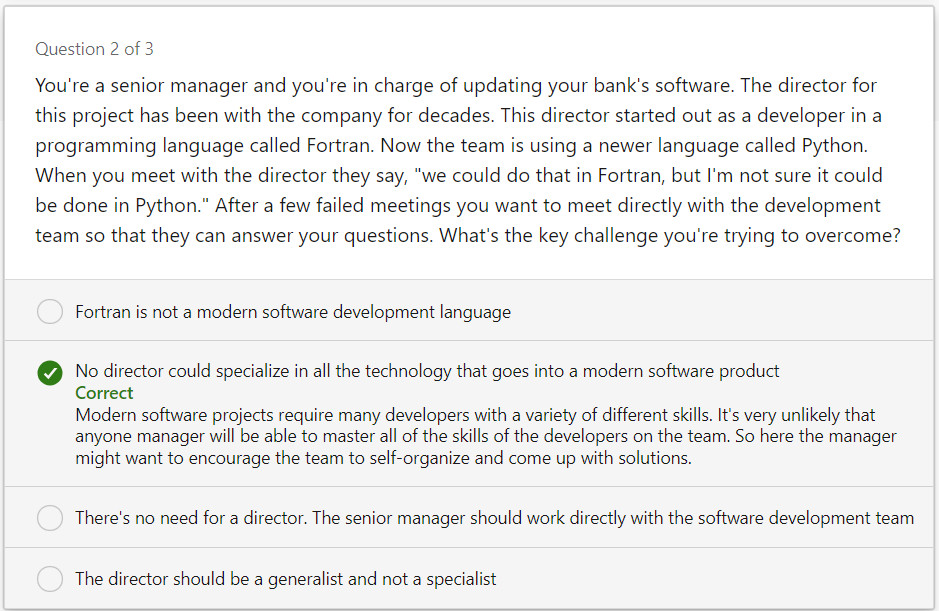 Question 2 of 3
You're a senior manager and you're in charge of updating your bank's software. The director for
this project has been with the company for decades. This director started out as a developer in a
programming language called Fortran. Now the team is using a newer language called Python.
When you meet with the director they say, "we could do that in Fortran, but I'm not sure it could
be done in Python." After a few failed meetings you want to meet directly with the development
team so that they can answer your questions. What's the key challenge you're trying to overcome?
Fortran is not a modern software development language
No director could specialize in all the technology that goes into a modern software product
Correct
Modern software projects require many developers with a variety of different skills. It's very unlikely that
anyone manager will be able to master all of the skills of the developers on the team. So here the manager
might want to encourage the team to self-organize and come up with solutions.
There's no need for a director. The senior manager should work directly with the software development team
The director should be a generalist and not a specialist